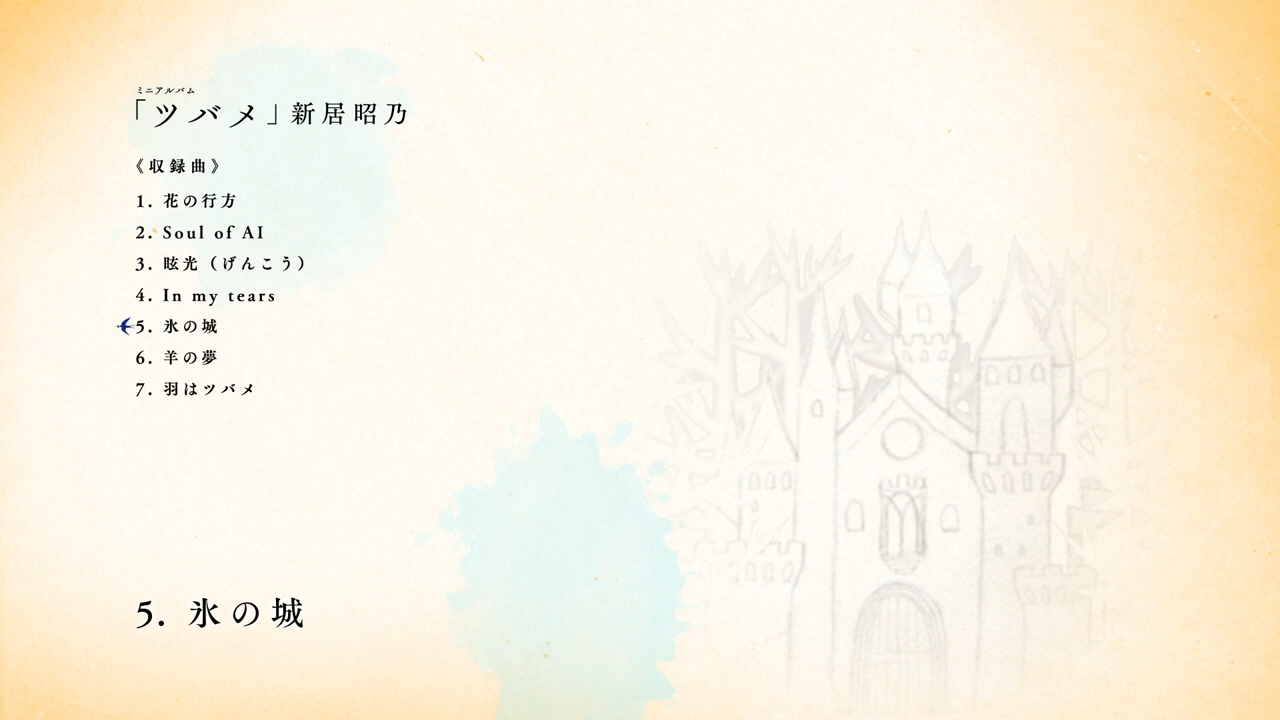 ミニアルバム
「ツバメ」新居昭乃
《収録曲》
1. 花の行方
2. Soul of AI
3. 眩光(げんこう)
4. In my tears
5. 氷の城
6. 羊の夢
7. 羽はツバメ
5. 氷の城